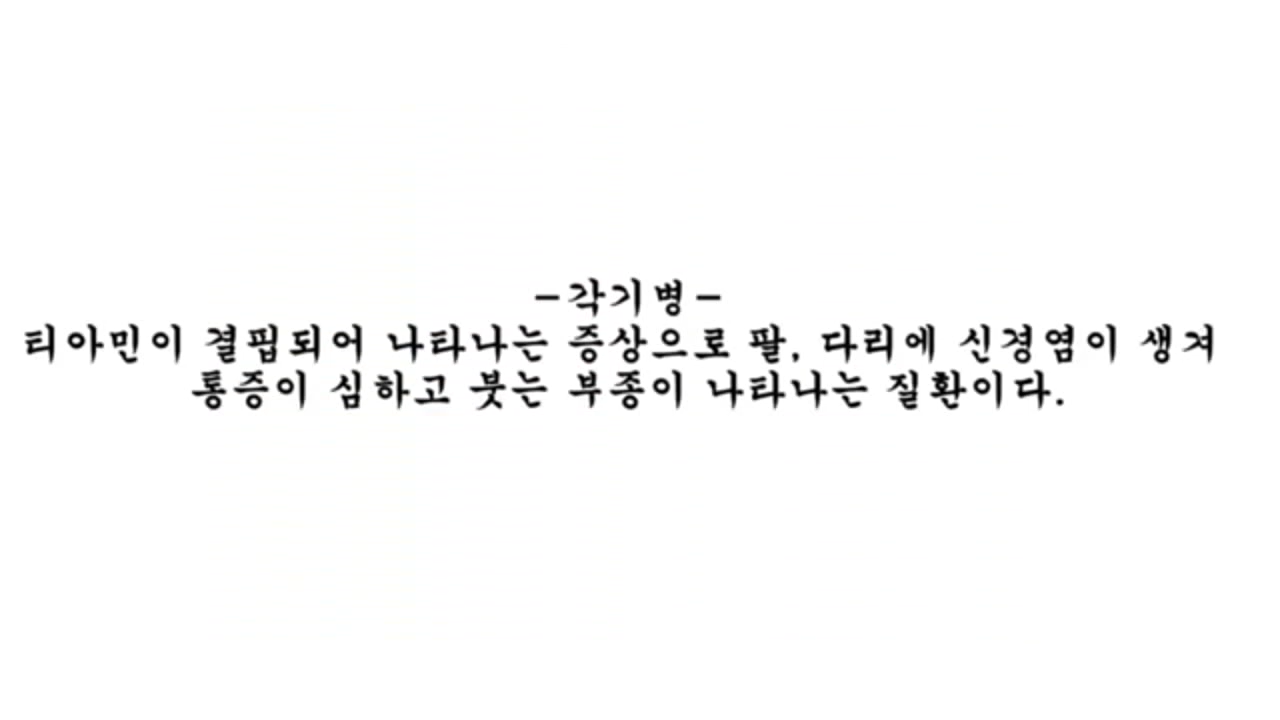 -각기병-
티아민이 결핍되어 나타나는 증상으로 팔, 다리에 신경염이 생겨
통증이 심하고 붓는 부종이 나타나는 질환이다.